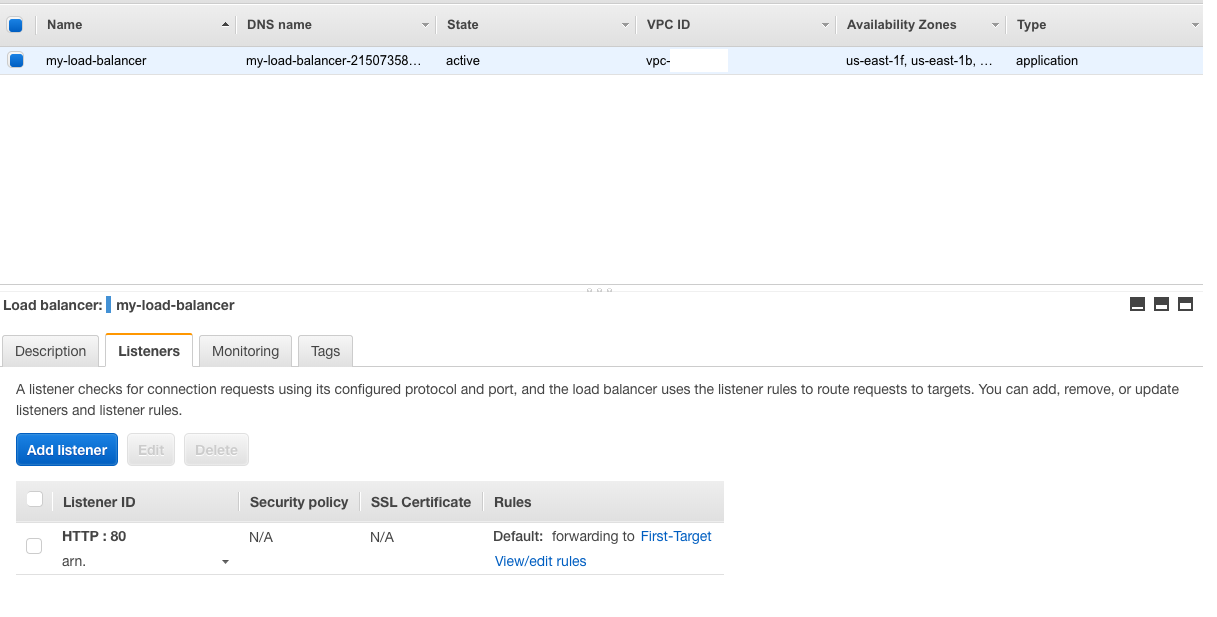 Name DNS name State VPC ID Availability Zones Type
my-load-balancer my-load-balancer-21507358… active vpc- us-east-1f, us-east-1b, … application
Load balancer: my-load-balancer
Description Listeners Monitoring Tags
A listener checks for connection requests using its configured protocol and port, and the load balancer uses the listener rules to route requests to targets. You can add, remove, or update
listeners and listener rules.
Add listener Edit Delete
Listener ID Security policy SSL Certificate Rules
HTTP : 80 N/A N/A Default: forwarding to First-Target
arn. View/edit rules